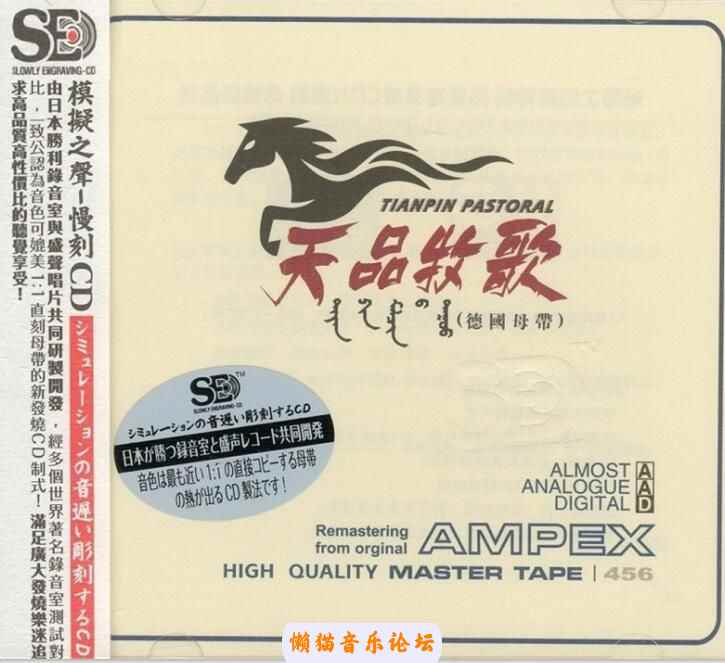 SE
SLOWLY ENGRAVING-CD
模擬之聲-慢刻CD
シミュレーションの音遅い彫刻するCD
由日本勝利錄音室與盛聲唱片共同研製開發，經多個世界著名錄音室測試對
比，一致公認為音色可媲美1:1直刻母帶的新發燒CD制式！滿足廣大發燒樂迷追
求高品質高性價比的聽覺享受！
TIANPIN PASTORAL
天品牧歌
(德國母帶)
SE™
SLOWLY ENGRAVING-CD
シミュレーションの音遅い彫刻するCD
日本が勝つ録音室と盛声レコード共同開発
音色は最も近い1:iの直接コピーする母帯
の熱が出るCD製法です！
ALMOST A
ANALOGUE A
DIGITAL D
Remastering
from orginal AMPEX
HIGH QUALITY MASTER TAPE | 456
懒猫音乐论坛